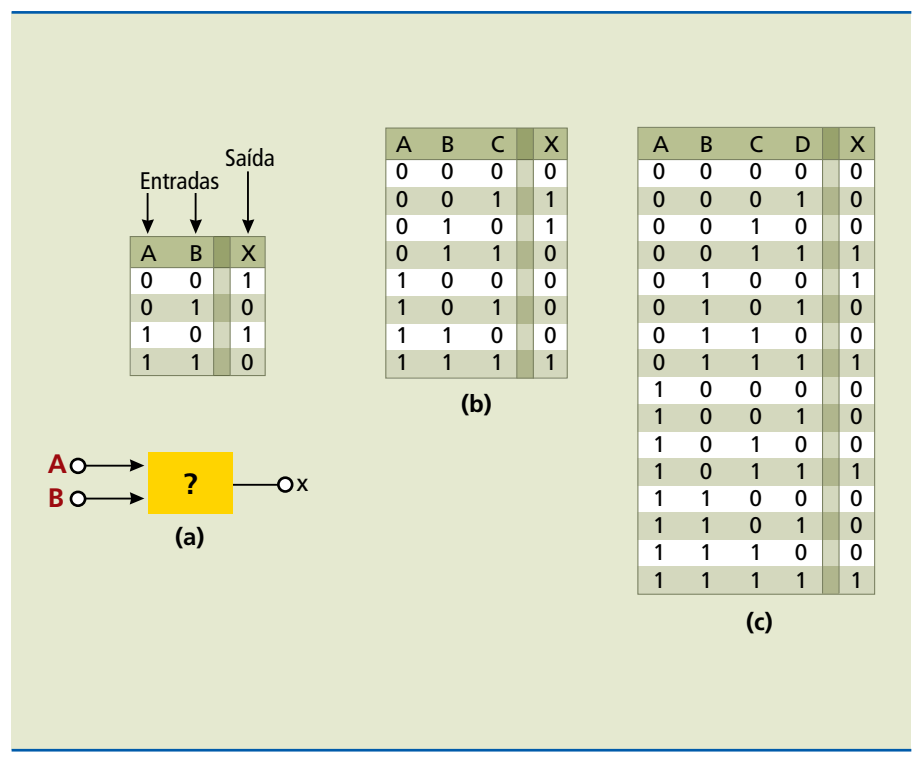 Saída
Entradas
A B X
0 0 1
0 1 0
1 0 1
1 1 0
A
B
?
x
(a)
A B C X
0 0 0 0
0 0 1 1
0 1 0 1
0 1 1 0
1 0 0 0
1 0 1 0
1 1 0 0
1 1 1 1
(b)
A B C D X
0 0 0 0 0
0 0 0 1 0
0 0 1 0 0
0 0 1 1 1
0 1 0 0 1
0 1 0 1 0
0 1 1 0 0
0 1 1 1 1
1 0 0 0 0
1 0 0 1 0
1 0 1 0 0
1 0 1 1 1
1 1 0 0 0
1 1 0 1 0
1 1 1 0 0
1 1 1 1 1
(c)